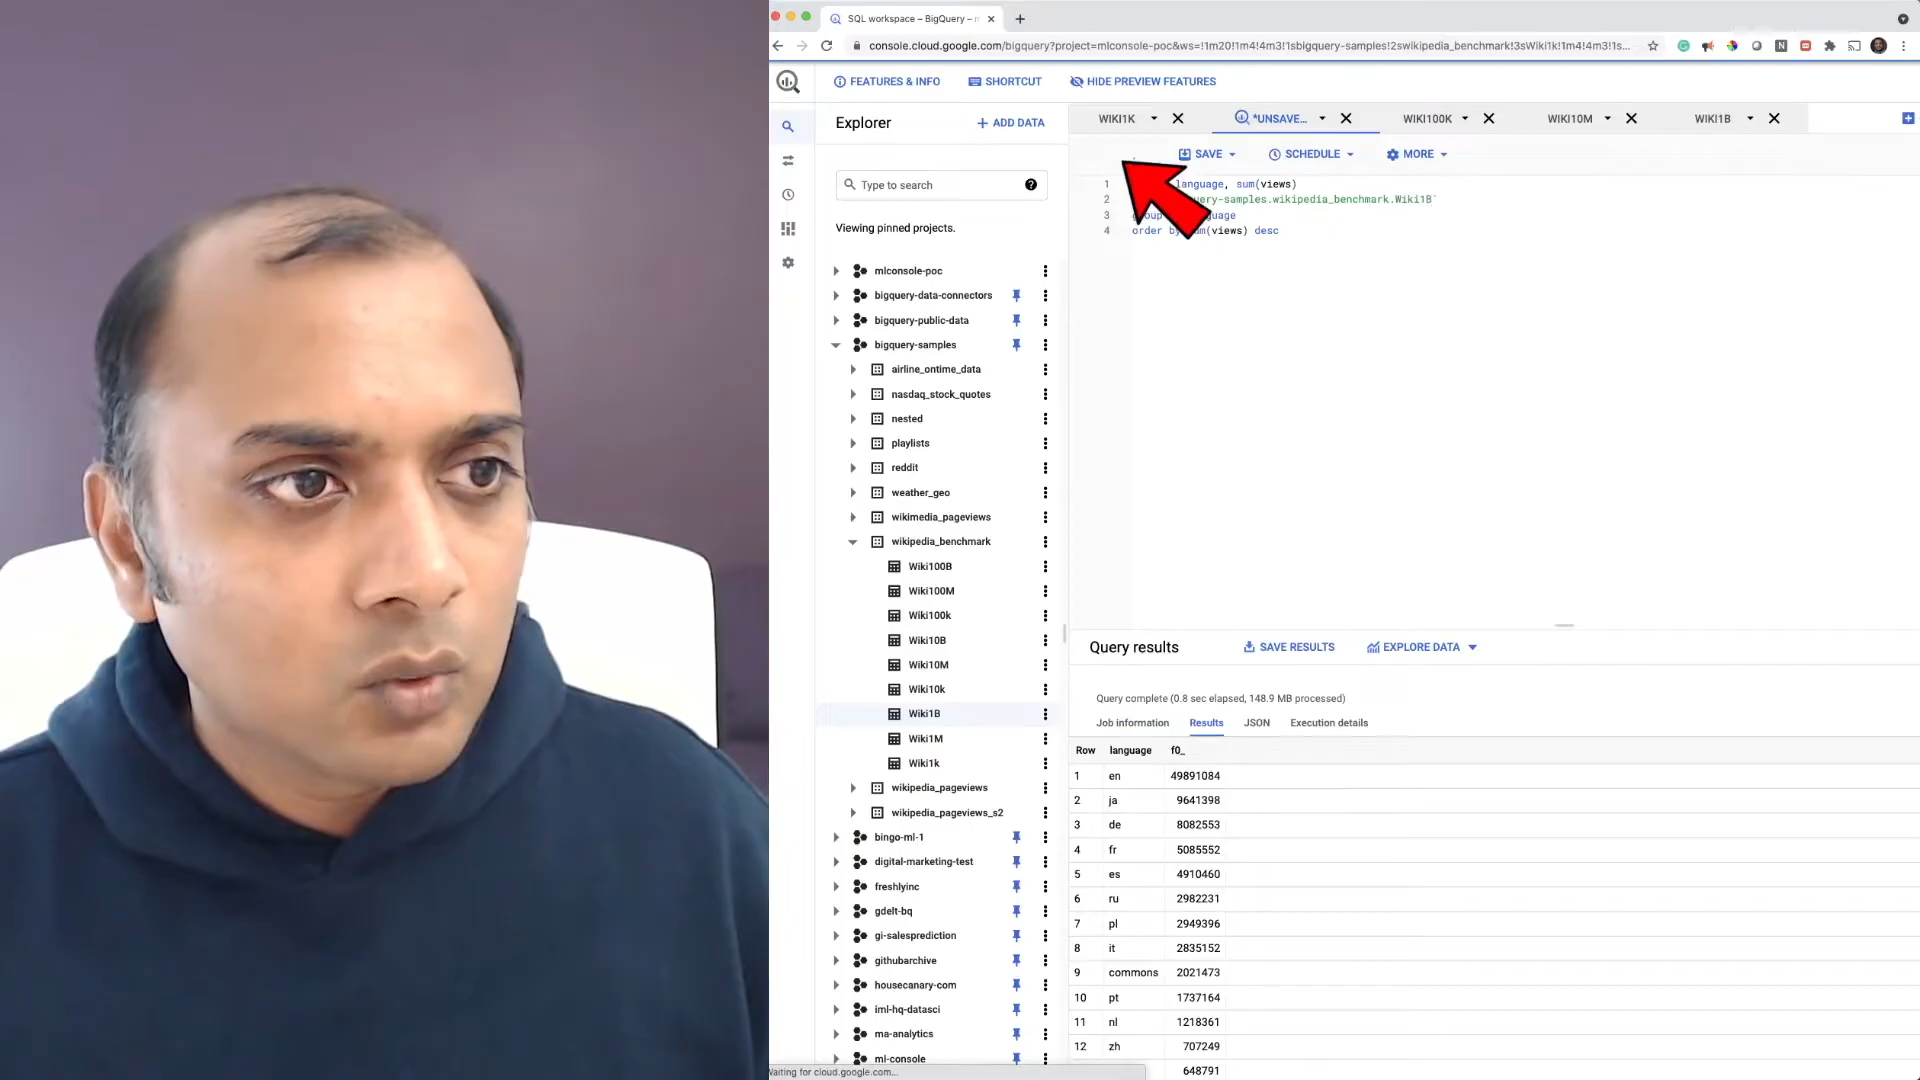 SQL workspace – BigQuery –
console.cloud.google.com/bigquery?project=mlconsole-poc&ws=!1m20!1m4!4m3!1sbigquery-samples!2swikipedia_benchmark!3sWiki1k!1m4!4m3!1s...
FEATURES & INFO
SHORTCUT
HIDE PREVIEW FEATURES
Explorer
ADD DATA
WIKI1K
*UNSAVE...
WIKI100K
WIKI10M
WIKI1B
SAVE
SCHEDULE
MORE
Type to search
1 language, sum(views)
2 query-samples.wikipedia_benchmark.Wiki1B`
3
4 order by sum(views) desc
Viewing pinned projects.
mlconsole-poc
bigquery-data-connectors
bigquery-public-data
bigquery-samples
airline_ontime_data
nasdaq_stock_quotes
nested
playlists
reddit
weather_geo
wikimedia_pageviews
wikipedia_benchmark
Wiki100B
Wiki100M
Wiki100k
Wiki10B
Wiki10M
Wiki10k
Wiki1B
Wiki1M
Wiki1k
wikipedia_pageviews
wikipedia_pageviews_s2
bingo-ml-1
digital-marketing-test
freshlyinc
gdelt-bq
gi-salesprediction
githubarchive
housecanary-com
iml-hq-datasci
ma-analytics
ml-console
Waiting for cloud.google.com...
Query results
SAVE RESULTS
EXPLORE DATA
Query complete (0.8 sec elapsed, 148.9 MB processed)
Job information
Results
JSON
Execution details
Row language f0_
1 en 49891084
2 ja 9641398
3 de 8082553
4 fr 5085552
5 es 4910460
6 ru 2982231
7 pl 2949396
8 it 2835152
9 commons 2021473
10 pt 1737164
11 nl 1218361
12 zh 707249
648791